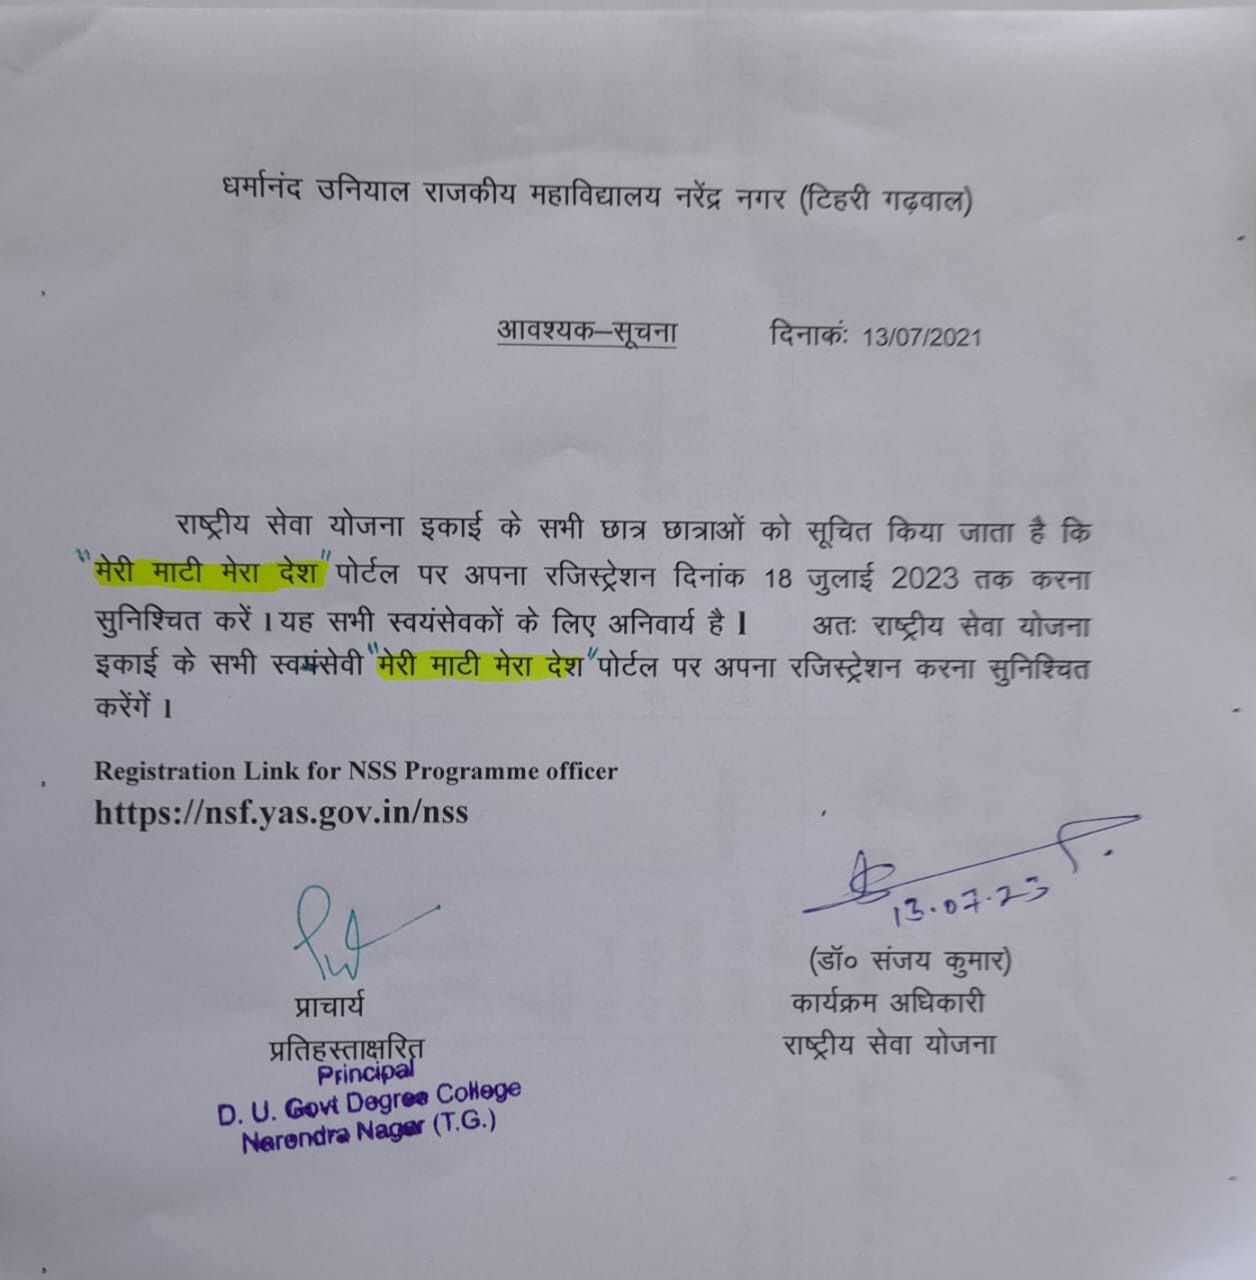 धर्मानंद उनियाल राजकीय महाविद्यालय नरेंद्र नगर (टिहरी गढ़वाल)
आवश्यक–सूचना दिनाकंः 13/07/2021
राष्ट्रीय सेवा योजना इकाई के सभी छात्र छात्राओं को सूचित किया जाता है कि
"मेरी माटी मेरा देश" पोर्टल पर अपना रजिस्ट्रेशन दिनांक 18 जुलाई 2023 तक करना
सुनिश्चित करें । यह सभी स्वयंसेवकों के लिए अनिवार्य है । अतः राष्ट्रीय सेवा योजना
इकाई के सभी स्वमंसेवी "मेरी माटी मेरा देश" पोर्टल पर अपना रजिस्ट्रेशन करना सुनिश्चित
करेंगें ।
Registration Link for NSS Programme officer
https://nsf.yas.gov.in/nss
13.07.23
(डॉ० संजय कुमार)
कार्यक्रम अधिकारी
राष्ट्रीय सेवा योजना
प्राचार्य
प्रतिहस्ताक्षरित
Principal
D. U. Govt Degree College
Narendra Nagar (T.G.)